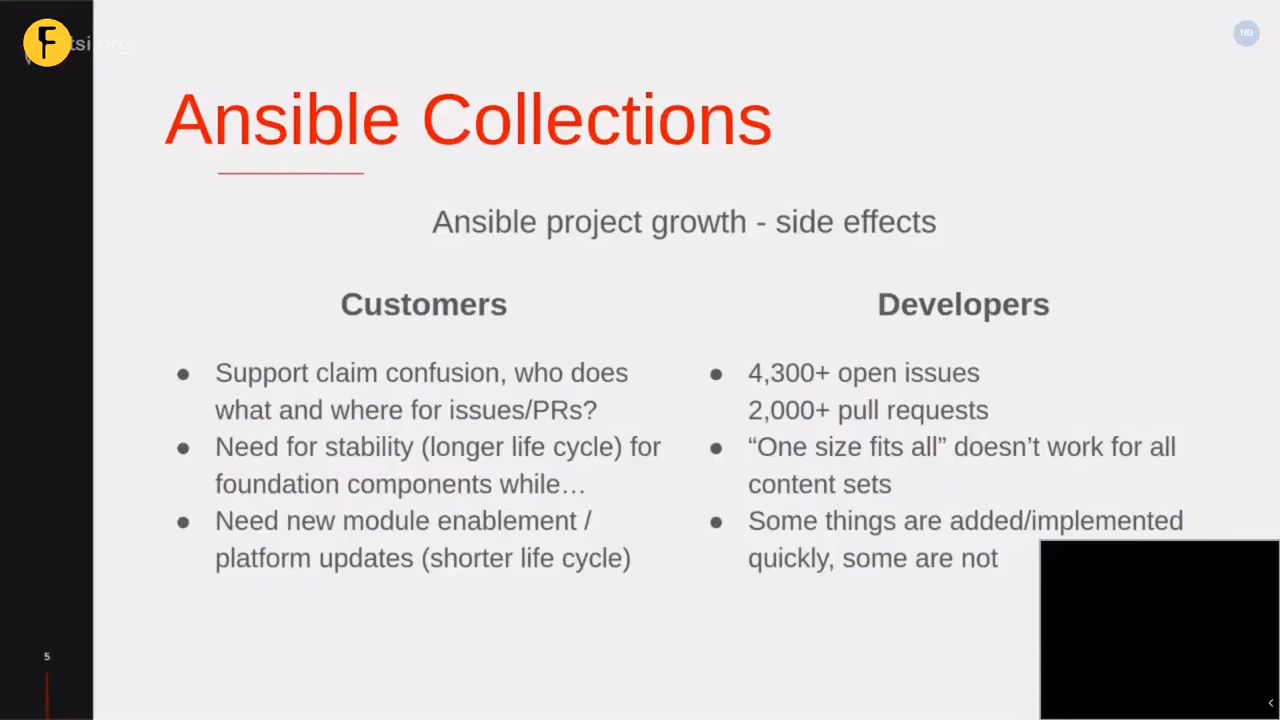 HD
Ansible Collections
Ansible project growth - side effects
Customers
● Support claim confusion, who does
what and where for issues/PRs?
● Need for stability (longer life cycle) for
foundation components while…
● Need new module enablement /
platform updates (shorter life cycle)
Developers
● 4,300+ open issues
2,000+ pull requests
● “One size fits all” doesn’t work for all
content sets
● Some things are added/implemented
quickly, some are not
5